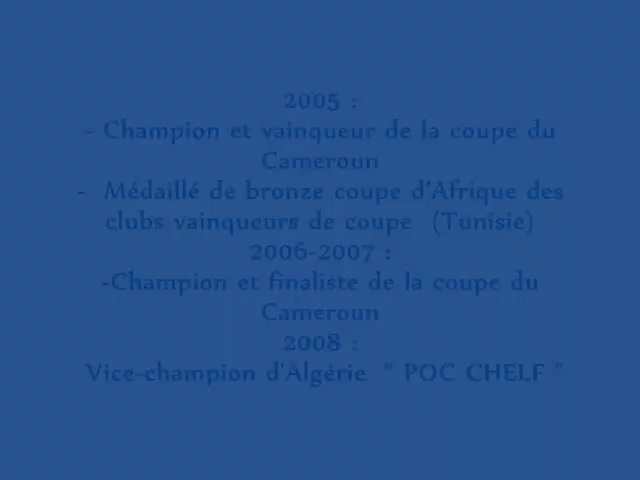 2005 :
- Champion et vainqueur de la coupe du
Cameroun
- Médaillé de bronze coupe d'Afrique des
clubs vainqueurs de coupe (Tunisie)
2006-2007 :
-Champion et finaliste de la coupe du
Cameroun
2008 :
Vice-champion d'Algérie " POC CHELF "